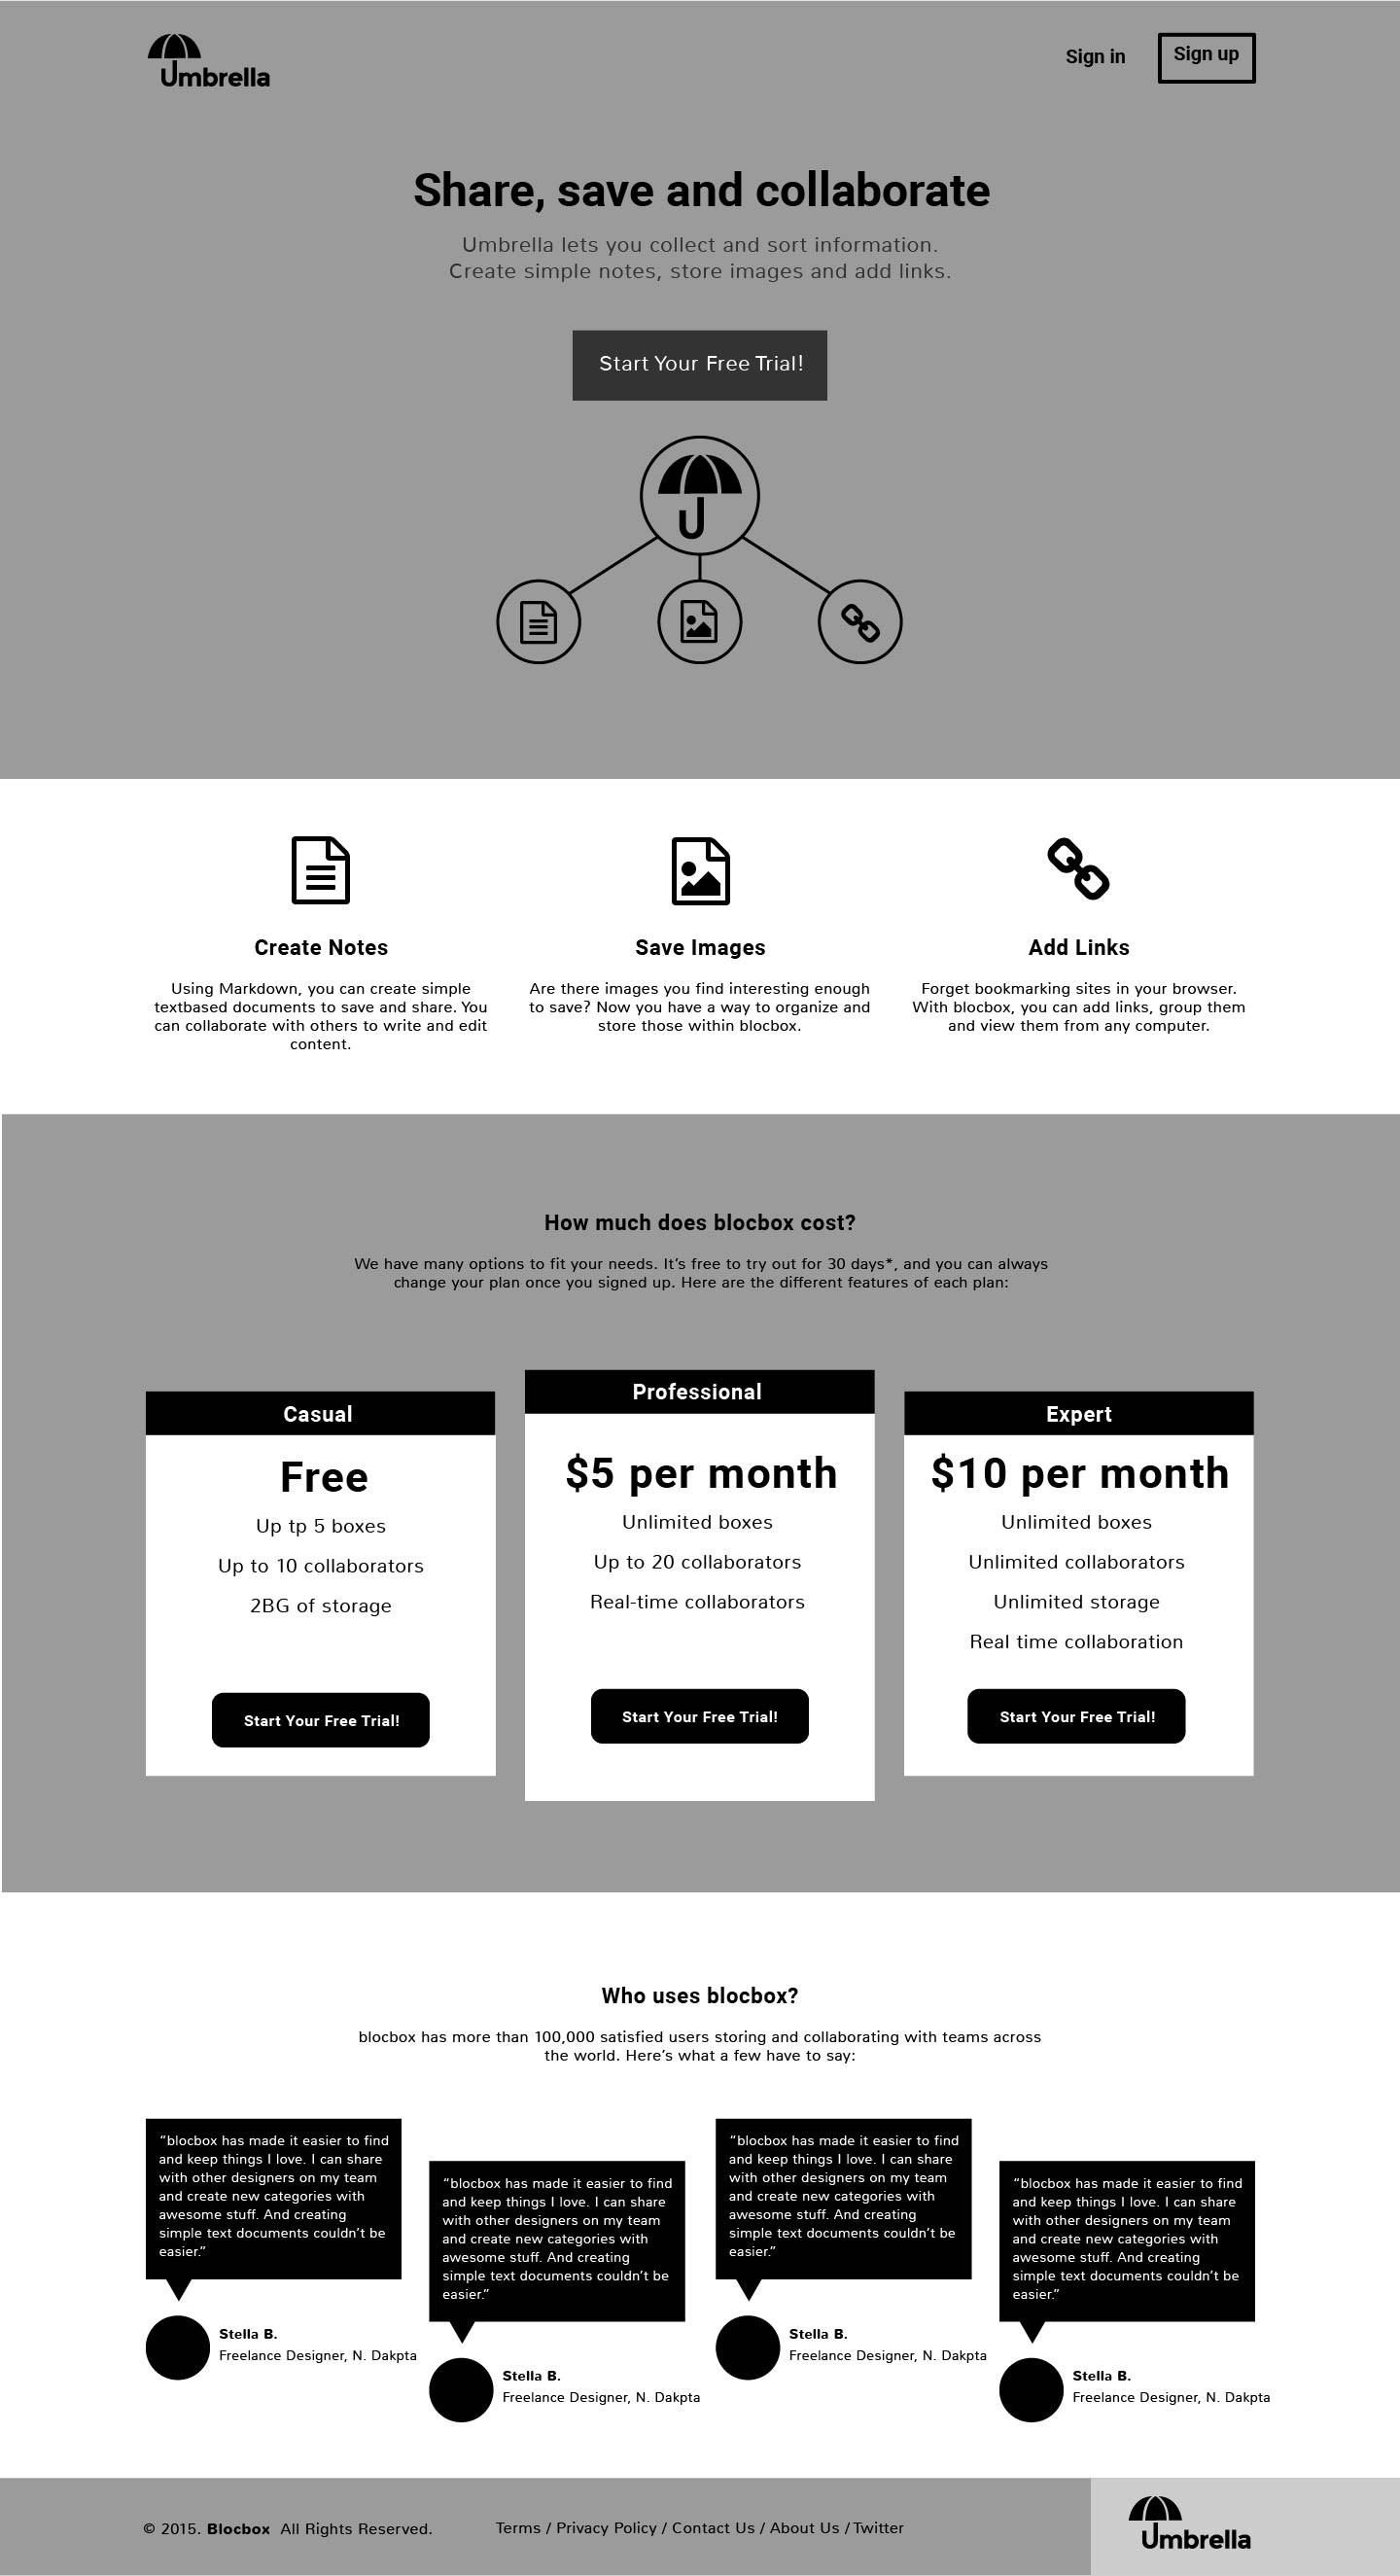 Umbrella
Sign in
Sign up
Share, save and collaborate
Umbrella lets you collect and sort information.
Create simple notes, store images and add links.
Start Your Free Trial!
Create Notes
Using Markdown, you can create simple
textbased documents to save and share. You
can collaborate with others to write and edit
content.
Save Images
Are there images you find interesting enough
to save? Now you have a way to organize and
store those within blocbox.
Add Links
Forget bookmarking sites in your browser.
With blocbox, you can add links, group them
and view them from any computer.
How much does blocbox cost?
We have many options to fit your needs. It’s free to try out for 30 days*, and you can always
change your plan once you signed up. Here are the different features of each plan:
Casual
Free
Up tp 5 boxes
Up to 10 collaborators
2BG of storage
Start Your Free Trial!
Professional
$5 per month
Unlimited boxes
Up to 20 collaborators
Real-time collaborators
Start Your Free Trial!
Expert
$10 per month
Unlimited boxes
Unlimited collaborators
Unlimited storage
Real time collaboration
Start Your Free Trial!
Who uses blocbox?
blocbox has more than 100,000 satisfied users storing and collaborating with teams across
the world. Here’s what a few have to say:
“blocbox has made it easier to find
and keep things I love. I can share
with other designers on my team
and create new categories with
awesome stuff. And creating
simple text documents couldn’t be
easier.”
Stella B.
Freelance Designer, N. Dakpta
“blocbox has made it easier to find
and keep things I love. I can share
with other designers on my team
and create new categories with
awesome stuff. And creating
simple text documents couldn’t be
easier.”
Stella B.
Freelance Designer, N. Dakpta
“blocbox has made it easier to find
and keep things I love. I can share
with other designers on my team
and create new categories with
awesome stuff. And creating
simple text documents couldn’t be
easier.”
Stella B.
Freelance Designer, N. Dakpta
“blocbox has made it easier to find
and keep things I love. I can share
with other designers on my team
and create new categories with
awesome stuff. And creating
simple text documents couldn’t be
easier.”
Stella B.
Freelance Designer, N. Dakpta
© 2015. Blocbox All Rights Reserved.
Terms / Privacy Policy / Contact Us / About Us / Twitter
Umbrella